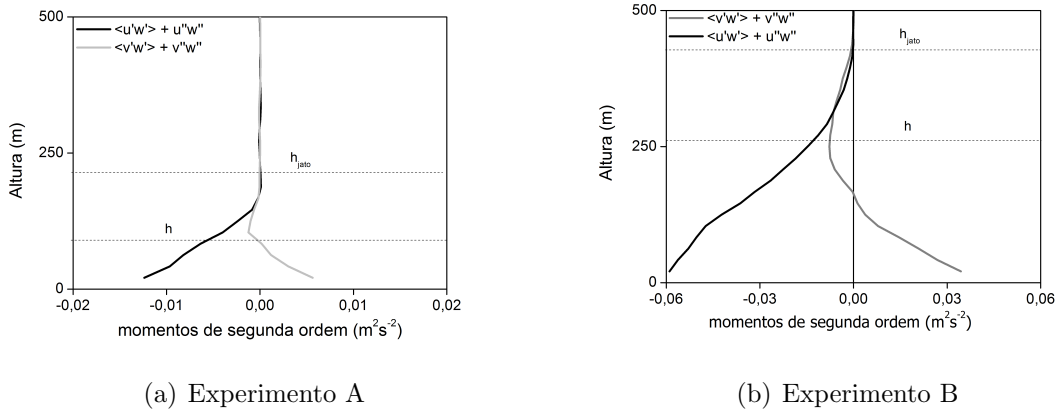 500
<u'w'> + u''w''
<v'w'> + v''w''
Altura (m)
250
h_jato
h
0
-0,02 -0,01 0,00 0,01 0,02
momentos de segunda ordem (m²s⁻²)
(a) Experimento A
500
<v'w'> + v''w''
<u'w'> + u''w''
h_jato
Altura (m)
250
h
0
-0,06 -0,03 0,00 0,03 0,06
momentos de segunda ordem (m²s⁻²)
(b) Experimento B